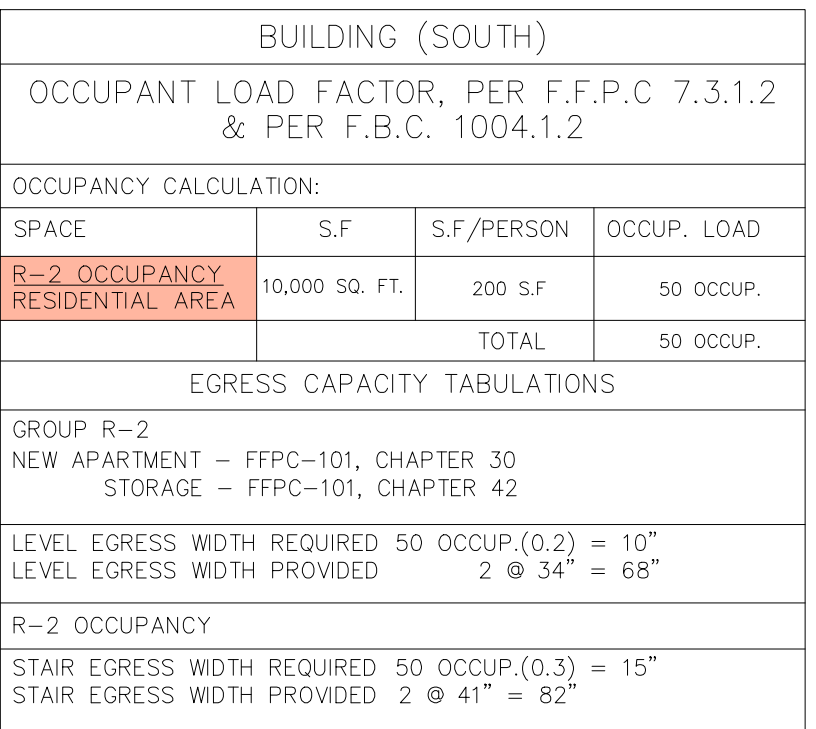 BUILDING (SOUTH)
OCCUPANT LOAD FACTOR, PER F.F.P.C 7.3.1.2
& PER F.B.C. 1004.1.2
OCCUPANCY CALCULATION:
SPACE S.F S.F/PERSON OCCUP. LOAD
R-2 OCCUPANCY
RESIDENTIAL AREA 10,000 SQ. FT. 200 S.F 50 OCCUP.
TOTAL 50 OCCUP.
EGRESS CAPACITY TABULATIONS
GROUP R-2
NEW APARTMENT - FFPC-101, CHAPTER 30
STORAGE - FFPC-101, CHAPTER 42
LEVEL EGRESS WIDTH REQUIRED 50 OCCUP.(0.2) = 10”
LEVEL EGRESS WIDTH PROVIDED 2 @ 34” = 68”
R-2 OCCUPANCY
STAIR EGRESS WIDTH REQUIRED 50 OCCUP.(0.3) = 15”
STAIR EGRESS WIDTH PROVIDED 2 @ 41” = 82”